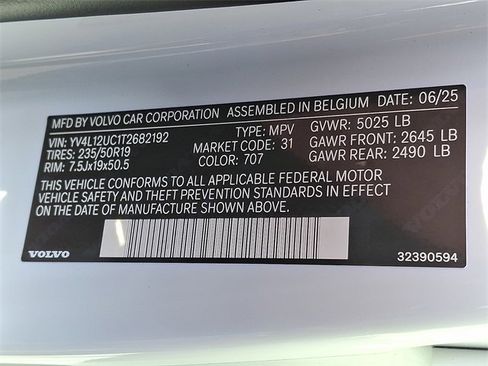 MFD BY VOLVO CAR CORPORATION ASSEMBLED IN BELGIUM DATE 06/25
VIN: YV4L12UC1T2682192 TYPE: MPV GVWR: 5025 LB
TIRES: 235/50R19 MARKET CODE: 31 GAWR FRONT: 2645 LB
RIM: 7.5Jx19x50.5 COLOR: 707 GAWR REAR: 2490 LB
THIS VEHICLE CONFORMS TO ALL APPLICABLE FEDERAL MOTOR
VEHICLE SAFETY AND THEFT PREVENTION STANDARDS IN EFFECT
ON THE DATE OF MANUFACTURE SHOWN ABOVE.
VOLVO 32390594